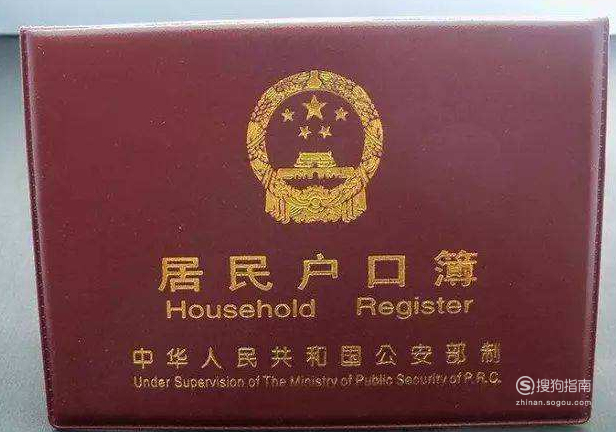 居民户口簿
Household Register
中华人民共和国公安部制
Under Supervision of The Ministry of Public Security of P.R.C.
搜狗指南
zhinan.sogou.com